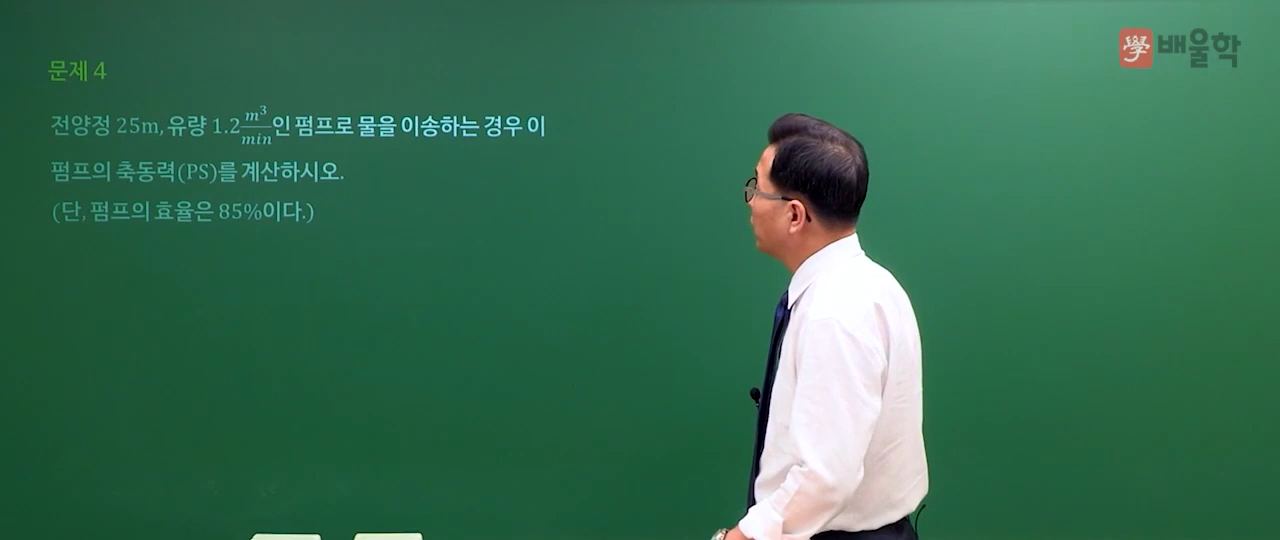 學 배울학
문제 4
전양정 25m, 유량 1.2 m³/min인 펌프로 물을 이송하는 경우 이
펌프의 축동력(PS)를 계산하시오.
(단, 펌프의 효율은 85%이다.)